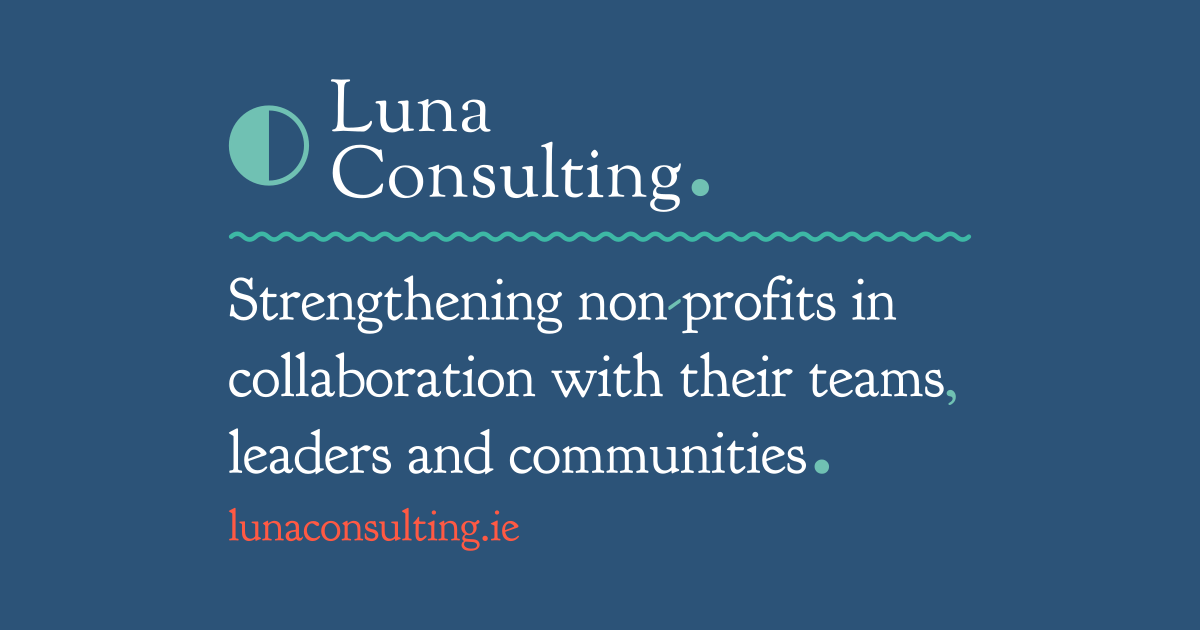 Luna
Consulting.
Strengthening non-profits in
collaboration with their teams,
leaders and communities.
lunaconsulting.ie